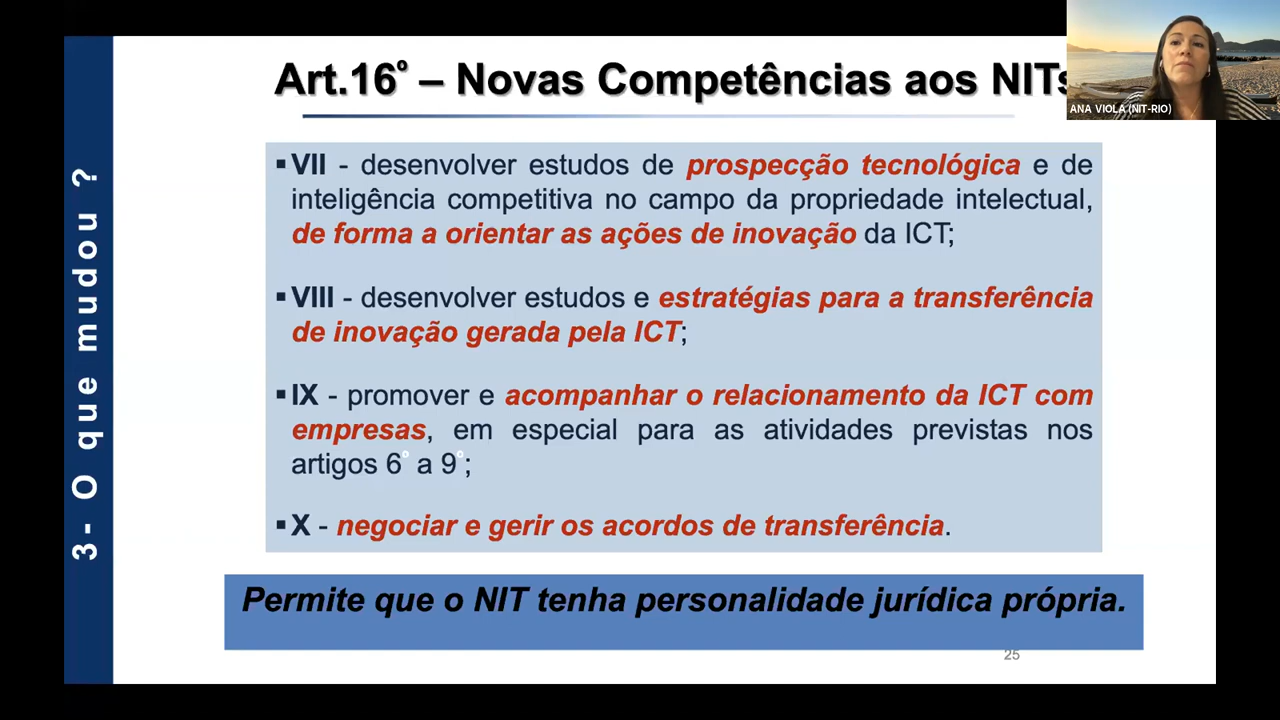 Art.16º – Novas Competências aos NITs
ANA VIOLA (NIT-RIO)
3- O que mudou ?
▪VII - desenvolver estudos de prospecção tecnológica e de
inteligência competitiva no campo da propriedade intelectual,
de forma a orientar as ações de inovação da ICT;
▪VIII - desenvolver estudos e estratégias para a transferência
de inovação gerada pela ICT;
▪IX - promover e acompanhar o relacionamento da ICT com
empresas, em especial para as atividades previstas nos
artigos 6º a 9º;
▪X - negociar e gerir os acordos de transferência.
Permite que o NIT tenha personalidade jurídica própria.
25